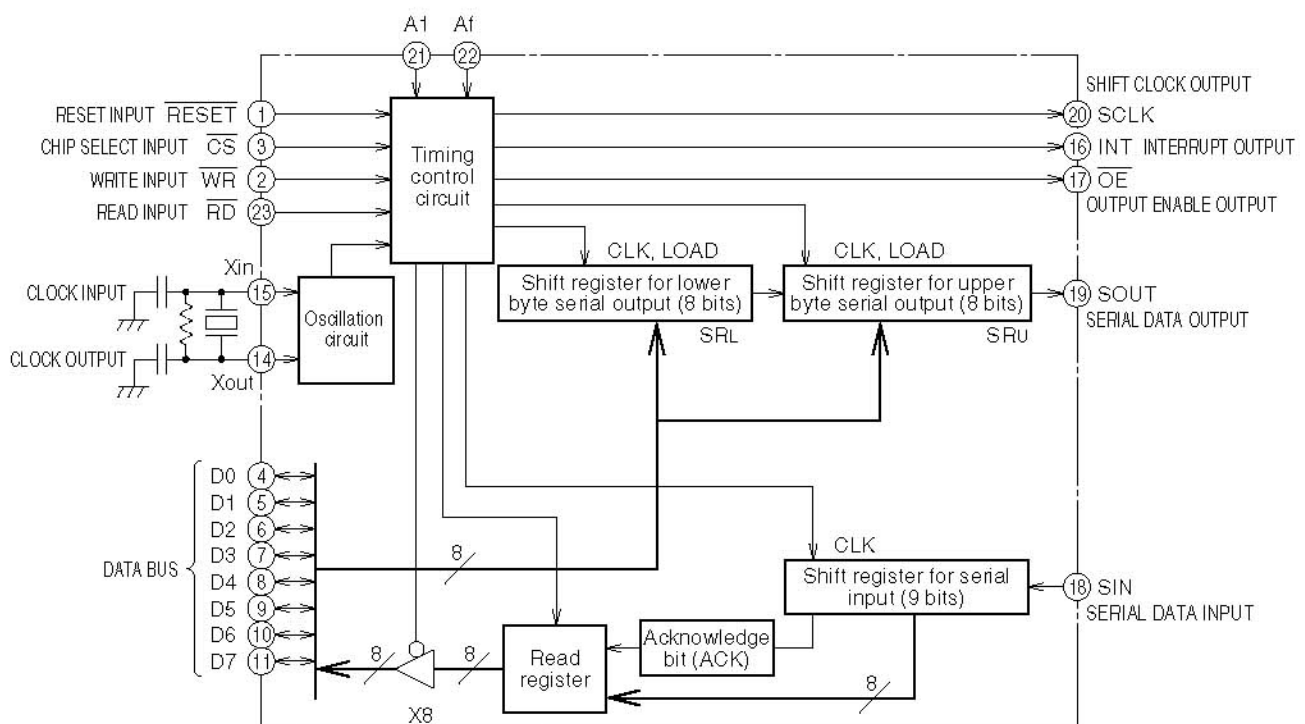 A1 Af
21 22
SHIFT CLOCK OUTPUT
RESET INPUT RESET 1
20 SCLK
CHIP SELECT INPUT CS 3
16 INT INTERRUPT OUTPUT
WRITE INPUT WR 2
17 OE
OUTPUT ENABLE OUTPUT
READ INPUT RD 23
Timing
control
circuit
CLK, LOAD
CLK, LOAD
Xin
CLOCK INPUT 15
Oscillation
circuit
CLOCK OUTPUT 14
Xout
Shift register for lower
byte serial output (8 bits)
SRL
Shift register for upper
byte serial output (8 bits)
SRU
19 SOUT
SERIAL DATA OUTPUT
DATA BUS
D0 4
D1 5
D2 6
D3 7
D4 8
D5 9
D6 10
D7 11
8
CLK
Shift register for serial
input (9 bits)
18 SIN
SERIAL DATA INPUT
Acknowledge
bit (ACK)
Read
register
8 8
X8
8